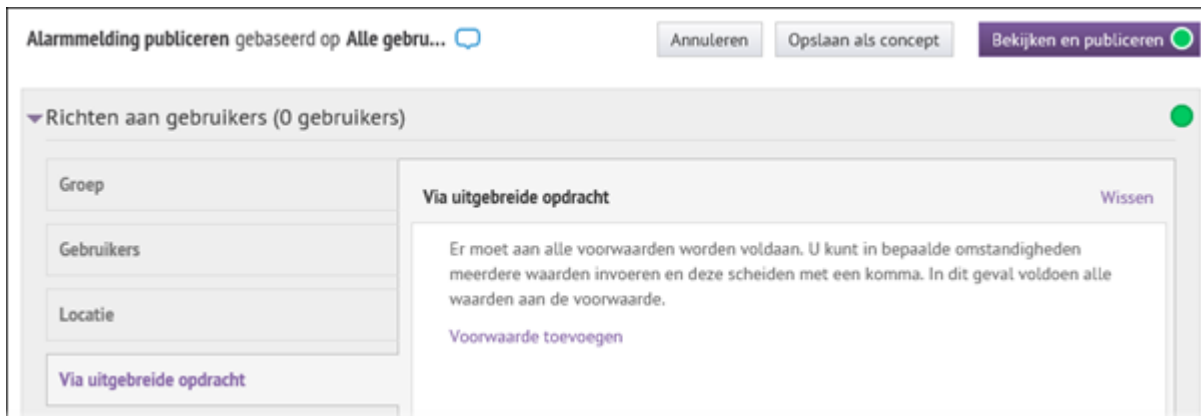 Alarmmelding publiceren gebaseerd op Alle gebru...
Annuleren
Opslaan als concept
Bekijken en publiceren
Richten aan gebruikers (0 gebruikers)
Groep
Gebruikers
Locatie
Via uitgebreide opdracht
Via uitgebreide opdracht
Wissen
Er moet aan alle voorwaarden worden voldaan. U kunt in bepaalde omstandigheden
meerdere waarden invoeren en deze scheiden met een komma. In dit geval voldoen alle
waarden aan de voorwaarde.
Voorwaarde toevoegen